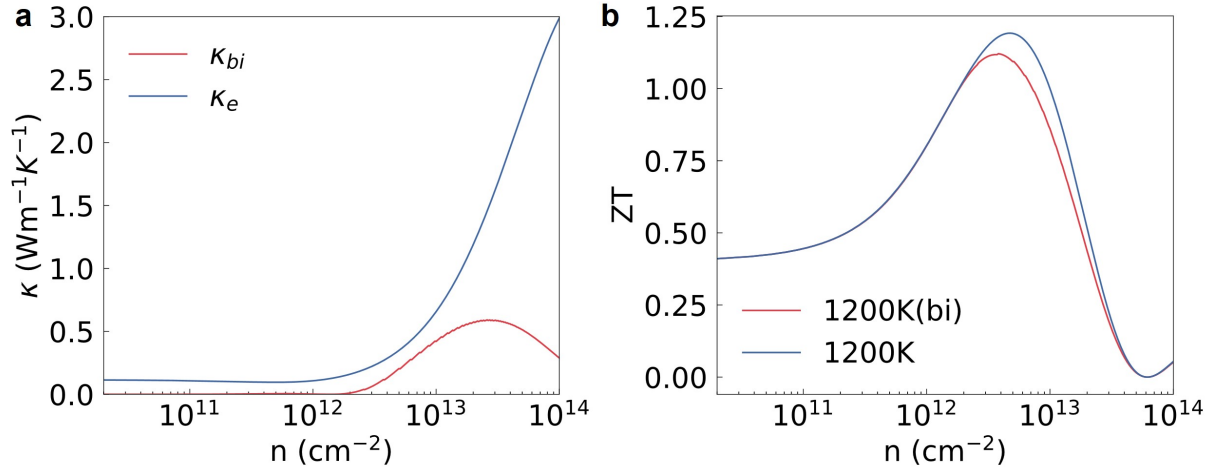 a
3.0
2.5
2.0
1.5
1.0
0.5
0.0
κ (Wm⁻¹K⁻¹)
κ_bi
κ_e
10¹¹
10¹²
10¹³
10¹⁴
n (cm⁻²)
b
1.25
1.00
0.75
0.50
0.25
0.00
ZT
1200K(bi)
1200K
10¹¹
10¹²
10¹³
10¹⁴
n (cm⁻²)